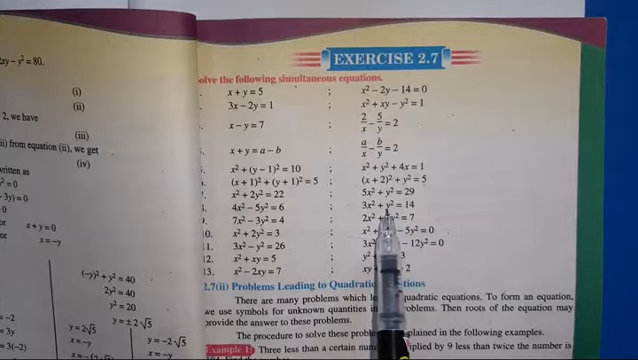 2xy − y² = 80.
(i)
(ii)
2, we have
(iii)
ii) from equation (ii), we get
(iv)
written as
² = 0
− 3y) = 0
0
or x + y = 0
or x = −y
(−y)² + y² = 40
2y² = 40
y² = 20
y = ± 2√5
y = 2√5
y = −2√5
= −2
= 3y
= 3(−2)
x = −y
x = −y
EXERCISE 2.7
olve the following simultaneous equations.
x + y = 5 ; x² − 2y − 14 = 0
3x − 2y = 1 ; x² + xy − y² = 1
x − y = 7 ; 2/x − 5/y = 2
x + y = a − b ; a/x − b/y = 2
x² + (y − 1)² = 10 ; x² + y² + 4x = 1
(x + 1)² + (y + 1)² = 5 ; (x + 2)² + y² = 5
x² + 2y² = 22 ; 5x² + y² = 29
4x² − 5y² = 6 ; 3x² + y² = 14
9. 7x² − 3y² = 4 ; 2x² y² = 7
10. x² + 2y² = 3 ; x² − 5y² = 0
11. 3x² − y² = 26 ; 3x² − 12y² = 0
12. x² + xy = 5 ; y² 3
13. x² − 2xy = 7 ; xy 2
2.7(ii) Problems Leading to Quadratic
There are many problems which quadratic equations. To form an equation,
we use symbols for unknown quantities Then roots of the equation may
provide the answer to these problems.
The procedure to solve these explained in the following examples.
Example 1: Three less than a certain by 9 less than twice the number is